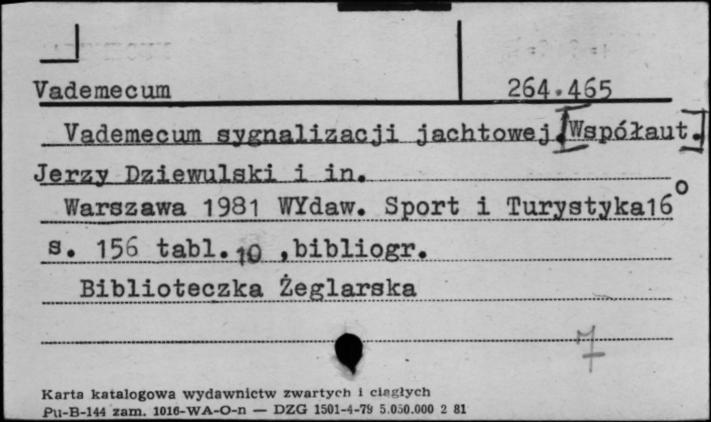 Vademecum 264.465
Vademecum sygnalizacji jachtowej.[Współaut.]
Jerzy Dziewulski i in.
Warszawa 1981 WYdaw. Sport i Turystyka16°
s. 156 tabl.10 ,bibliogr.
Biblioteczka Żeglarska
7
Karta katalogowa wydawnictw zwartych i ciągłych
Pu-B-144 zam. 1016-WA-O-n — DZG 1501-4-79 5.050.000 2 81